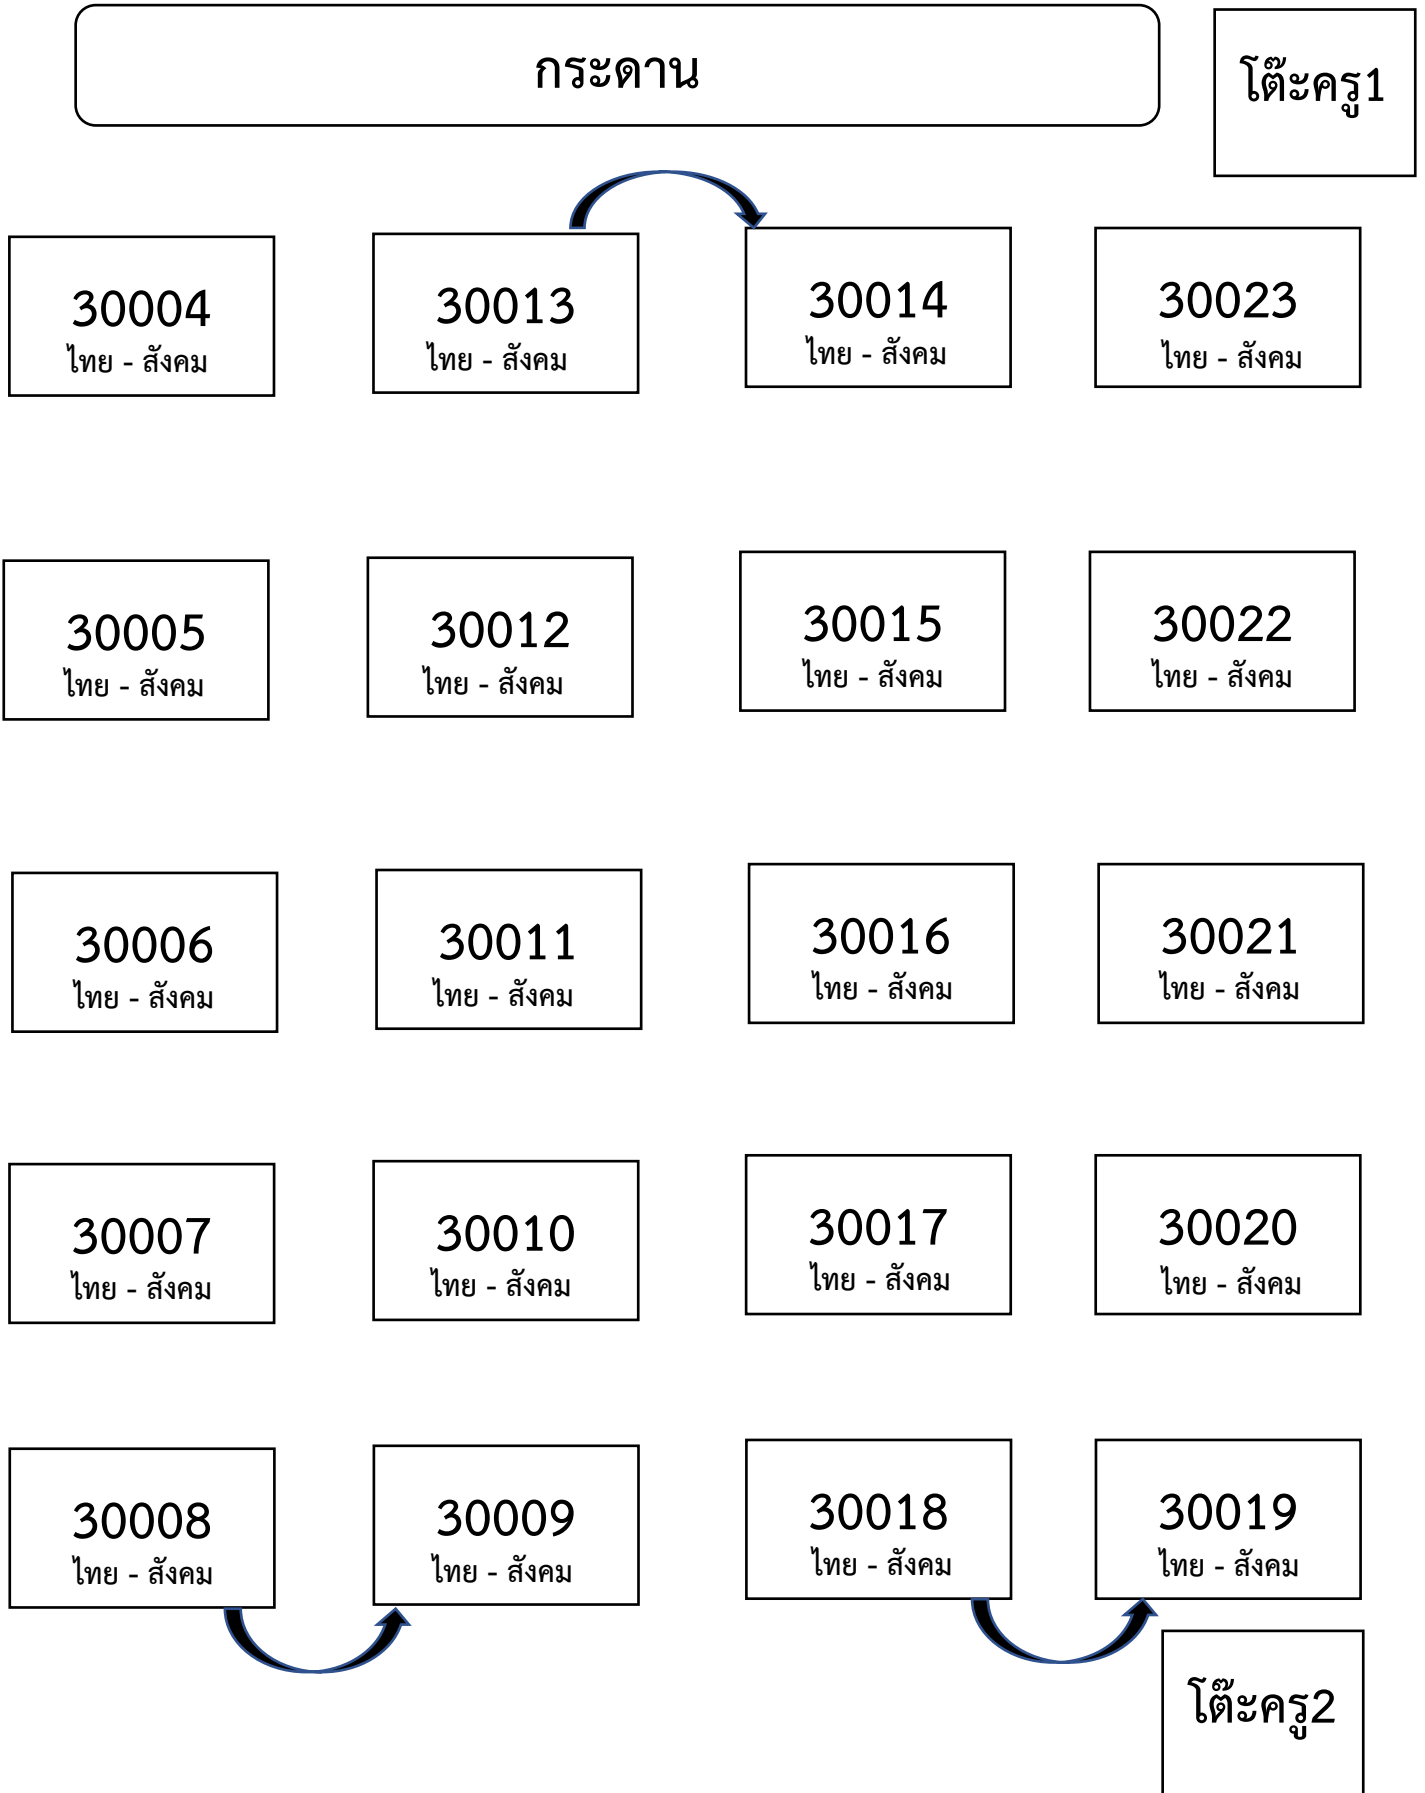 กระดาน
โต๊ะครู1
30004
ไทย - สังคม
30013
ไทย - สังคม
30014
ไทย - สังคม
30023
ไทย - สังคม
30005
ไทย - สังคม
30012
ไทย - สังคม
30015
ไทย - สังคม
30022
ไทย - สังคม
30006
ไทย - สังคม
30011
ไทย - สังคม
30016
ไทย - สังคม
30021
ไทย - สังคม
30007
ไทย - สังคม
30010
ไทย - สังคม
30017
ไทย - สังคม
30020
ไทย - สังคม
30008
ไทย - สังคม
30009
ไทย - สังคม
30018
ไทย - สังคม
30019
ไทย - สังคม
โต๊ะครู2